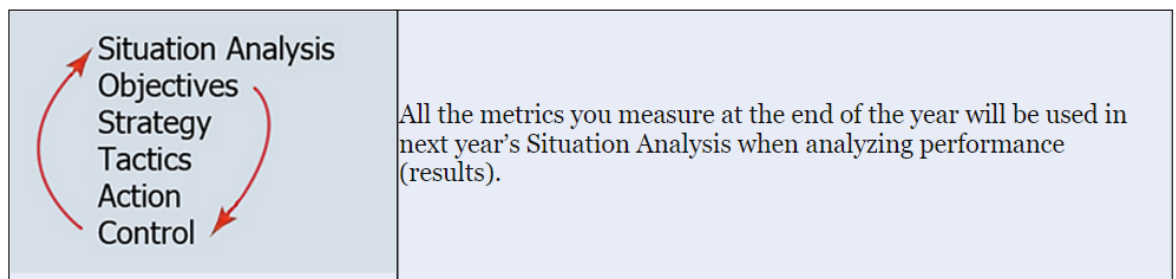 Situation Analysis
Objectives
Strategy
Tactics
Action
Control
All the metrics you measure at the end of the year will be used in
next year’s Situation Analysis when analyzing performance
(results).